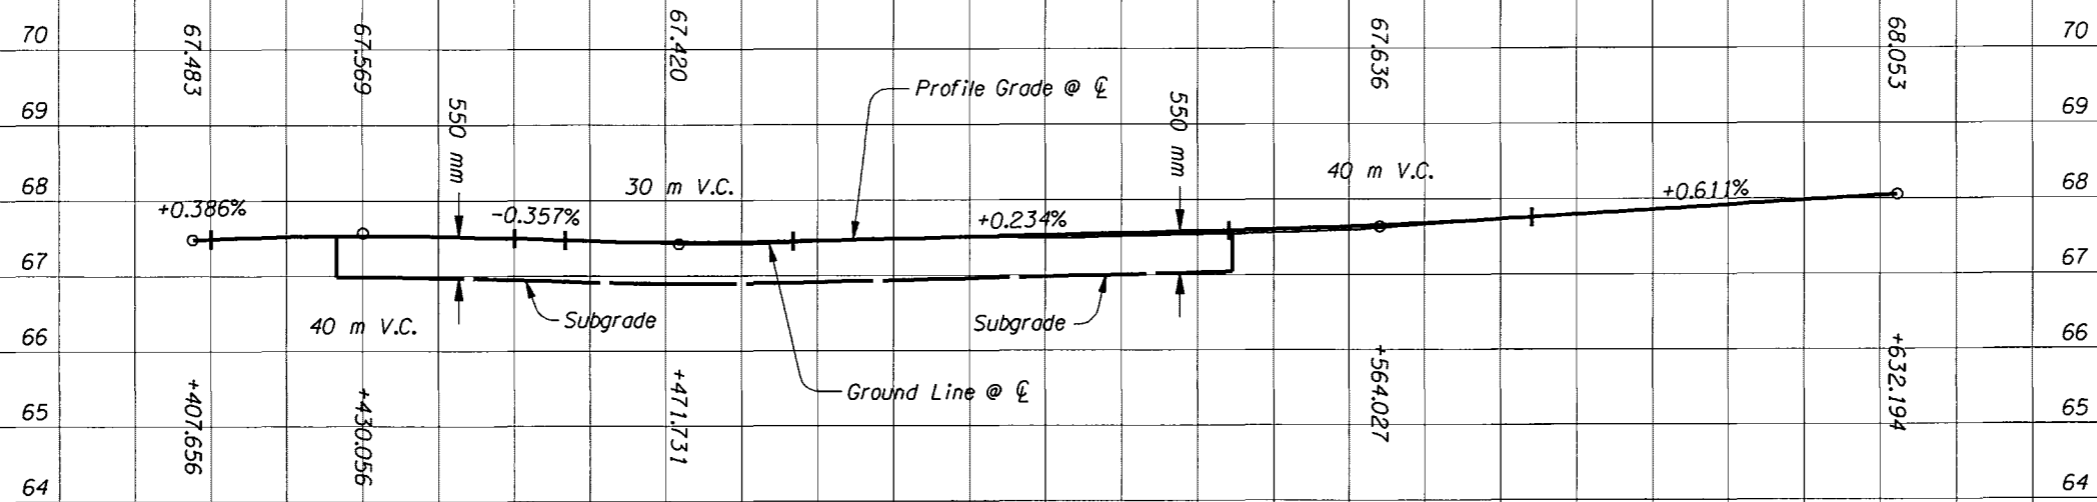 70 67.483 67.569 67.420 67.636 68.053 70
Profile Grade @ ℄
69 550 mm 550 mm 69
40 m V.C.
68 30 m V.C. 68
+0.386% -0.357% +0.234% +0.611%
67 67
40 m V.C. Subgrade Subgrade
66 66
Ground Line @ ℄
65 +407.656 +430.056 +471.731 +564.027 +632.194 65
64 64